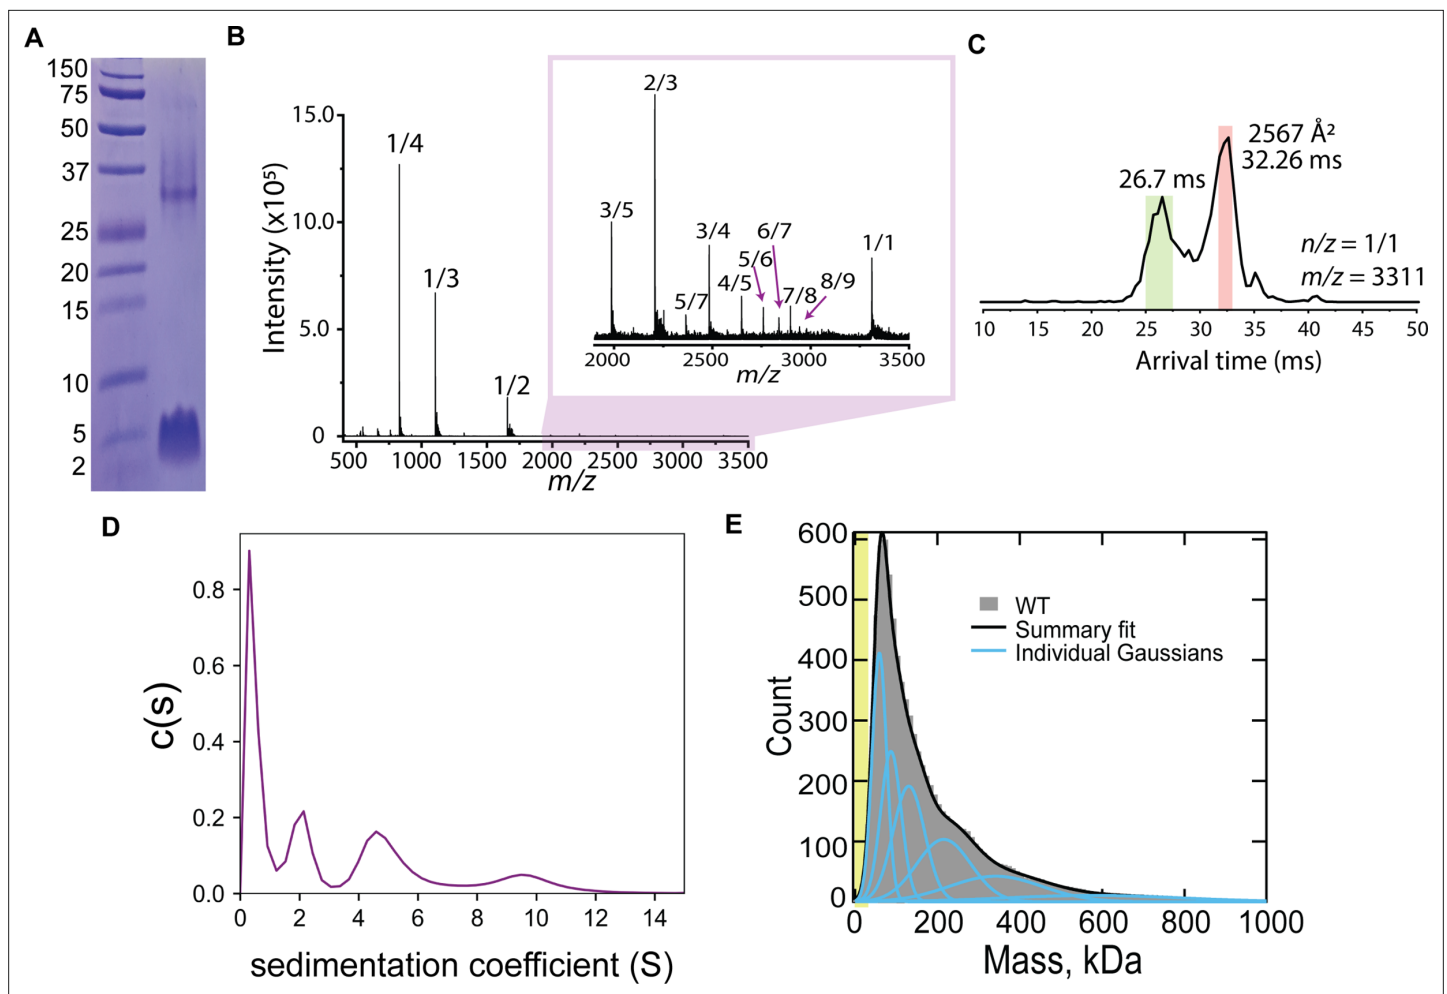 A
150
75
50
37
25
20
15
10
5
2
B
Intensity (x10⁵)
15.0
10.0
5.0
0
1/4
1/3
1/2
500 1000 1500 2000 2500 3000 3500
m/z
2/3
3/5
3/4
6/7
1/1
5/6
5/7
4/5
7/8
8/9
2000 2500 3000 3500
m/z
C
2567 Å²
32.26 ms
26.7 ms
n/z = 1/1
m/z = 3311
10 15 20 25 30 35 40 45 50
Arrival time (ms)
D
c(s)
0.8
0.6
0.4
0.2
0.0
0 2 4 6 8 10 12 14
sedimentation coefficient (S)
E
Count
600
500
400
300
200
100
0
WT
Summary fit
Individual Gaussians
0 200 400 600 800 1000
Mass, kDa